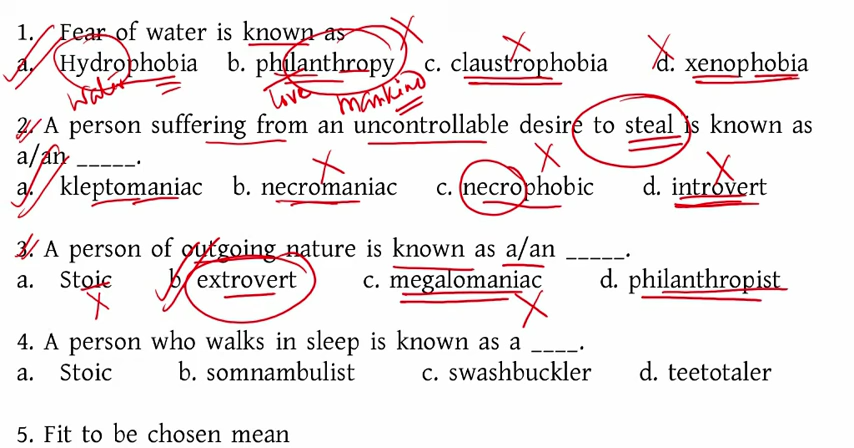 1. Fear of water is known as
a. Hydrophobia b. philanthropy c. claustrophobia d. xenophobia
water love mankind
2. A person suffering from an uncontrollable desire to steal is known as
a/an _____.
a. kleptomaniac b. necromaniac c. necrophobic d. introvert
3. A person of outgoing nature is known as a/an _____.
a. Stoic b. extrovert c. megalomaniac d. philanthropist
4. A person who walks in sleep is known as a ____.
a. Stoic b. somnambulist c. swashbuckler d. teetotaler
5. Fit to be chosen mean